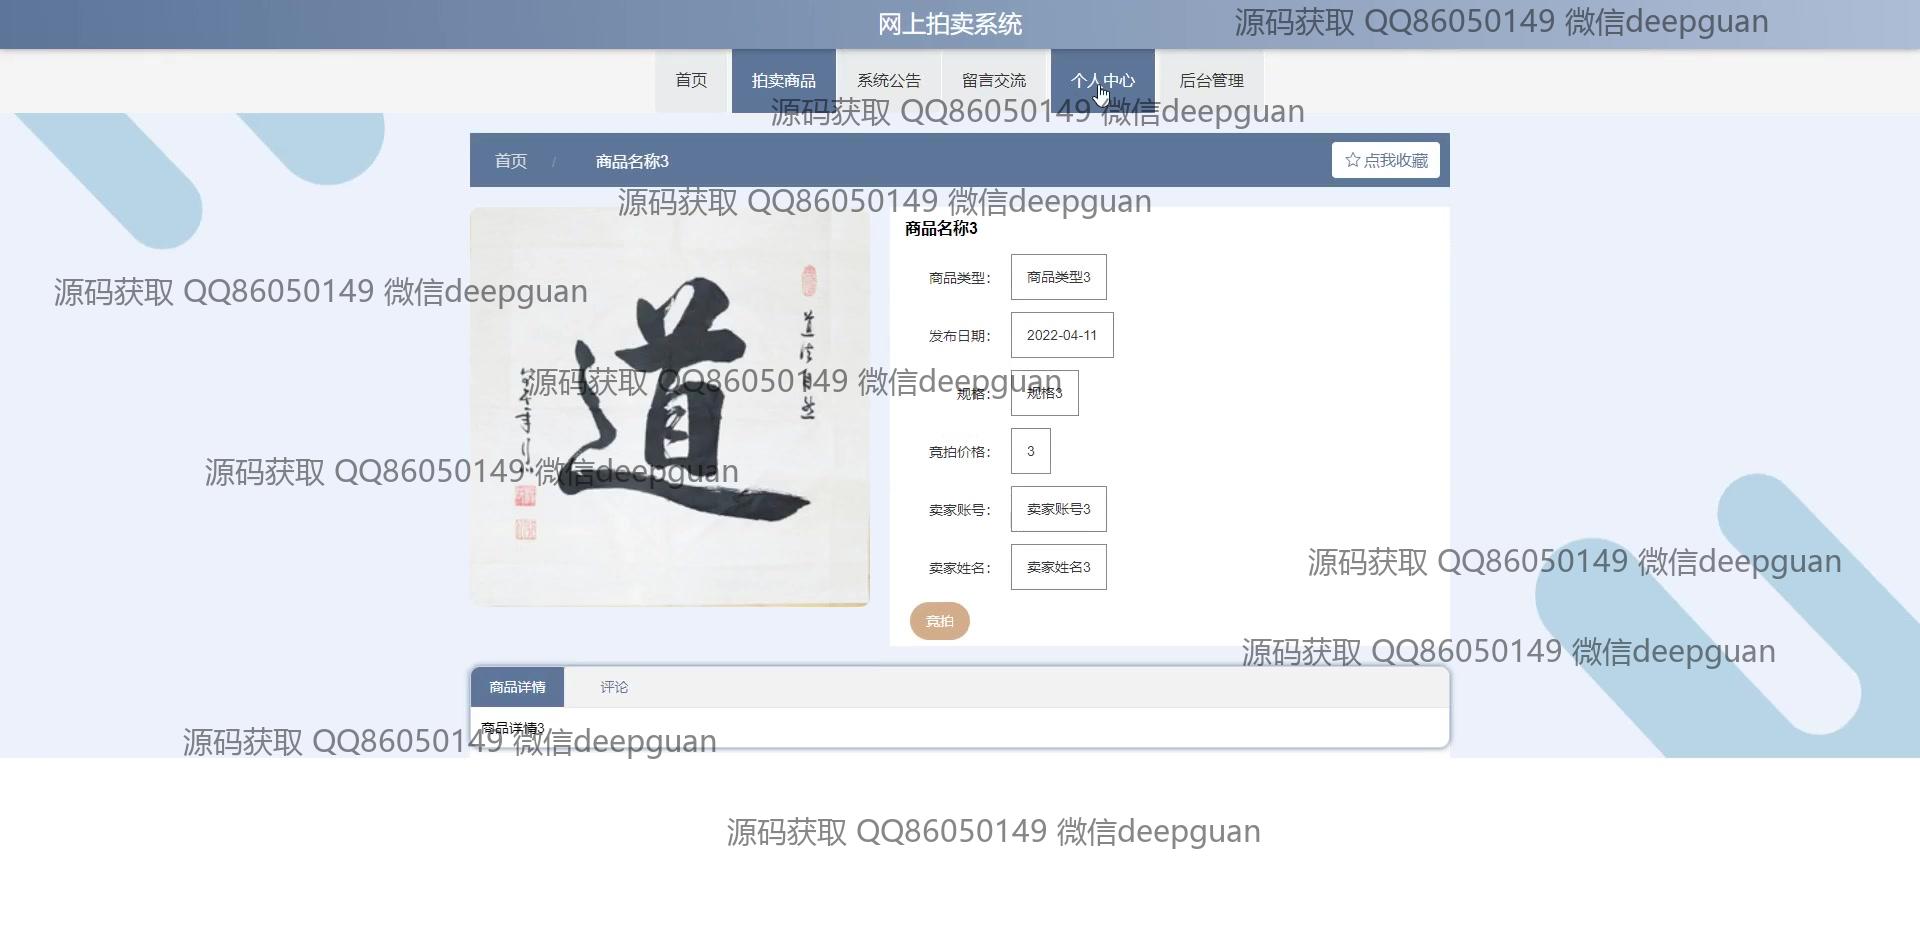 网上拍卖系统
源码获取 QQ86050149 微信deepguan
首页
拍卖商品
系统公告
留言交流
个人中心
后台管理
源码获取 QQ86050149 微信deepguan
首页 / 商品名称3
☆点我收藏
源码获取 QQ86050149 微信deepguan
商品名称3
商品类型: 商品类型3
源码获取 QQ86050149 微信deepguan
道
道法自然
发布日期: 2022-04-11
源码获取 QQ86050149 微信deepguan
规格: 规格3
竞拍价格: 3
源码获取 QQ86050149 微信deepguan
卖家账号: 卖家账号3
卖家姓名: 卖家姓名3
源码获取 QQ86050149 微信deepguan
竞拍
源码获取 QQ86050149 微信deepguan
商品详情
评论
商品详情3
源码获取 QQ86050149 微信deepguan
源码获取 QQ86050149 微信deepguan